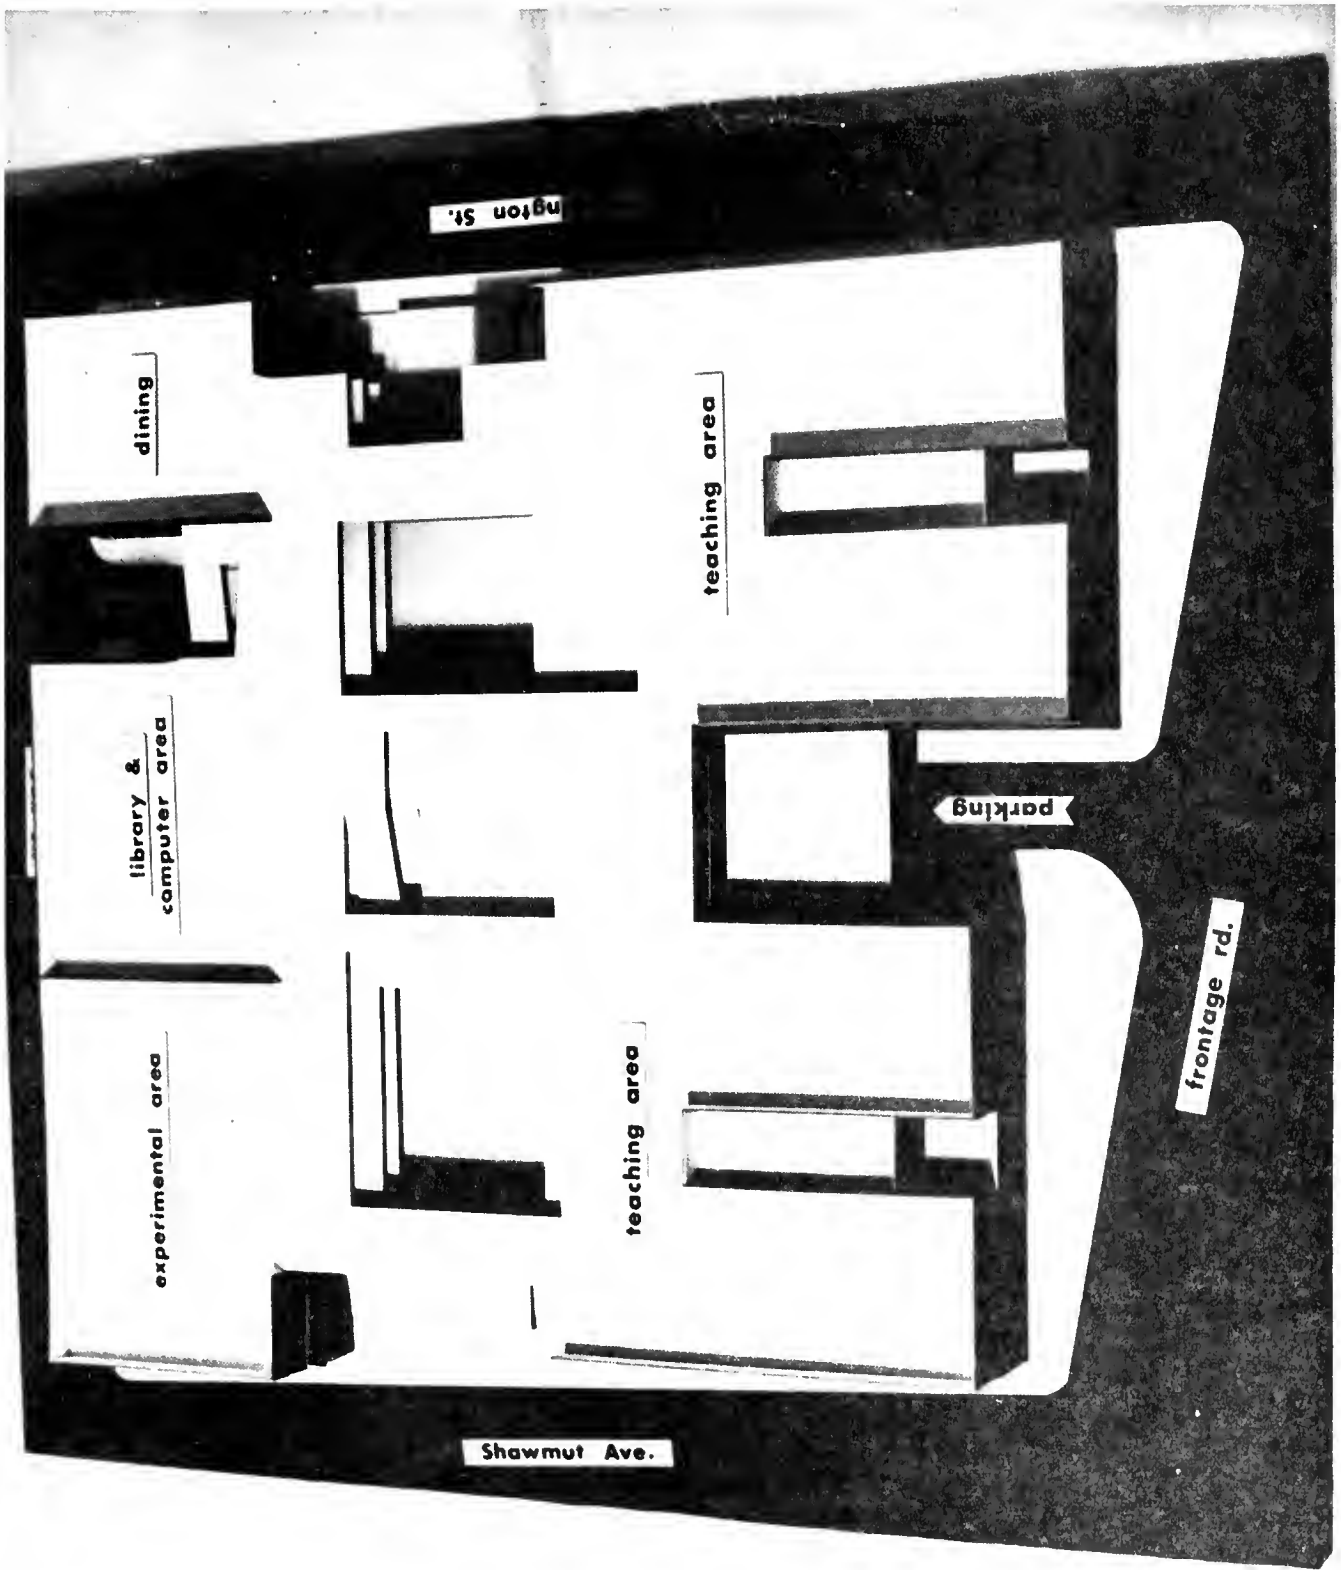 ngton St.
dining
teaching area
library &
computer area
parking
experimental area
teaching area
frontage rd.
Shawmut Ave.